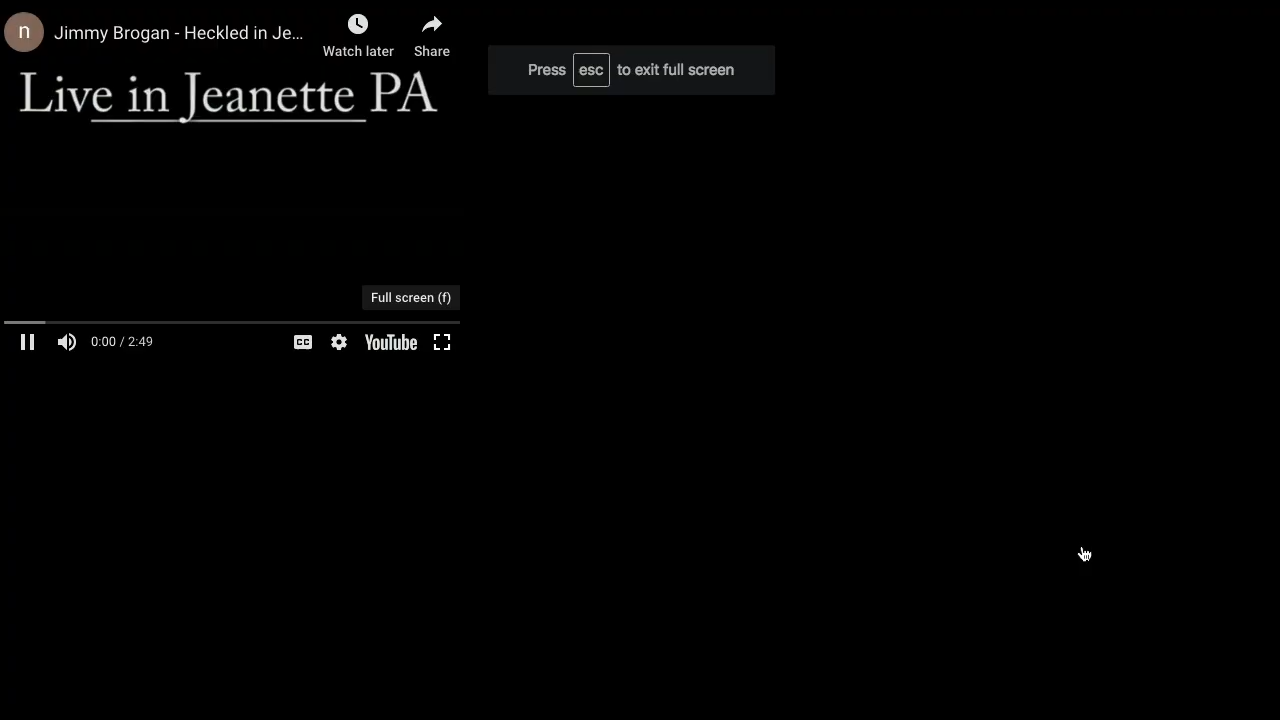 n
Jimmy Brogan - Heckled in Je...
Watch later
Share
Press esc to exit full screen
Live in Jeanette PA
Full screen (f)
0:00 / 2:49
CC
YouTube